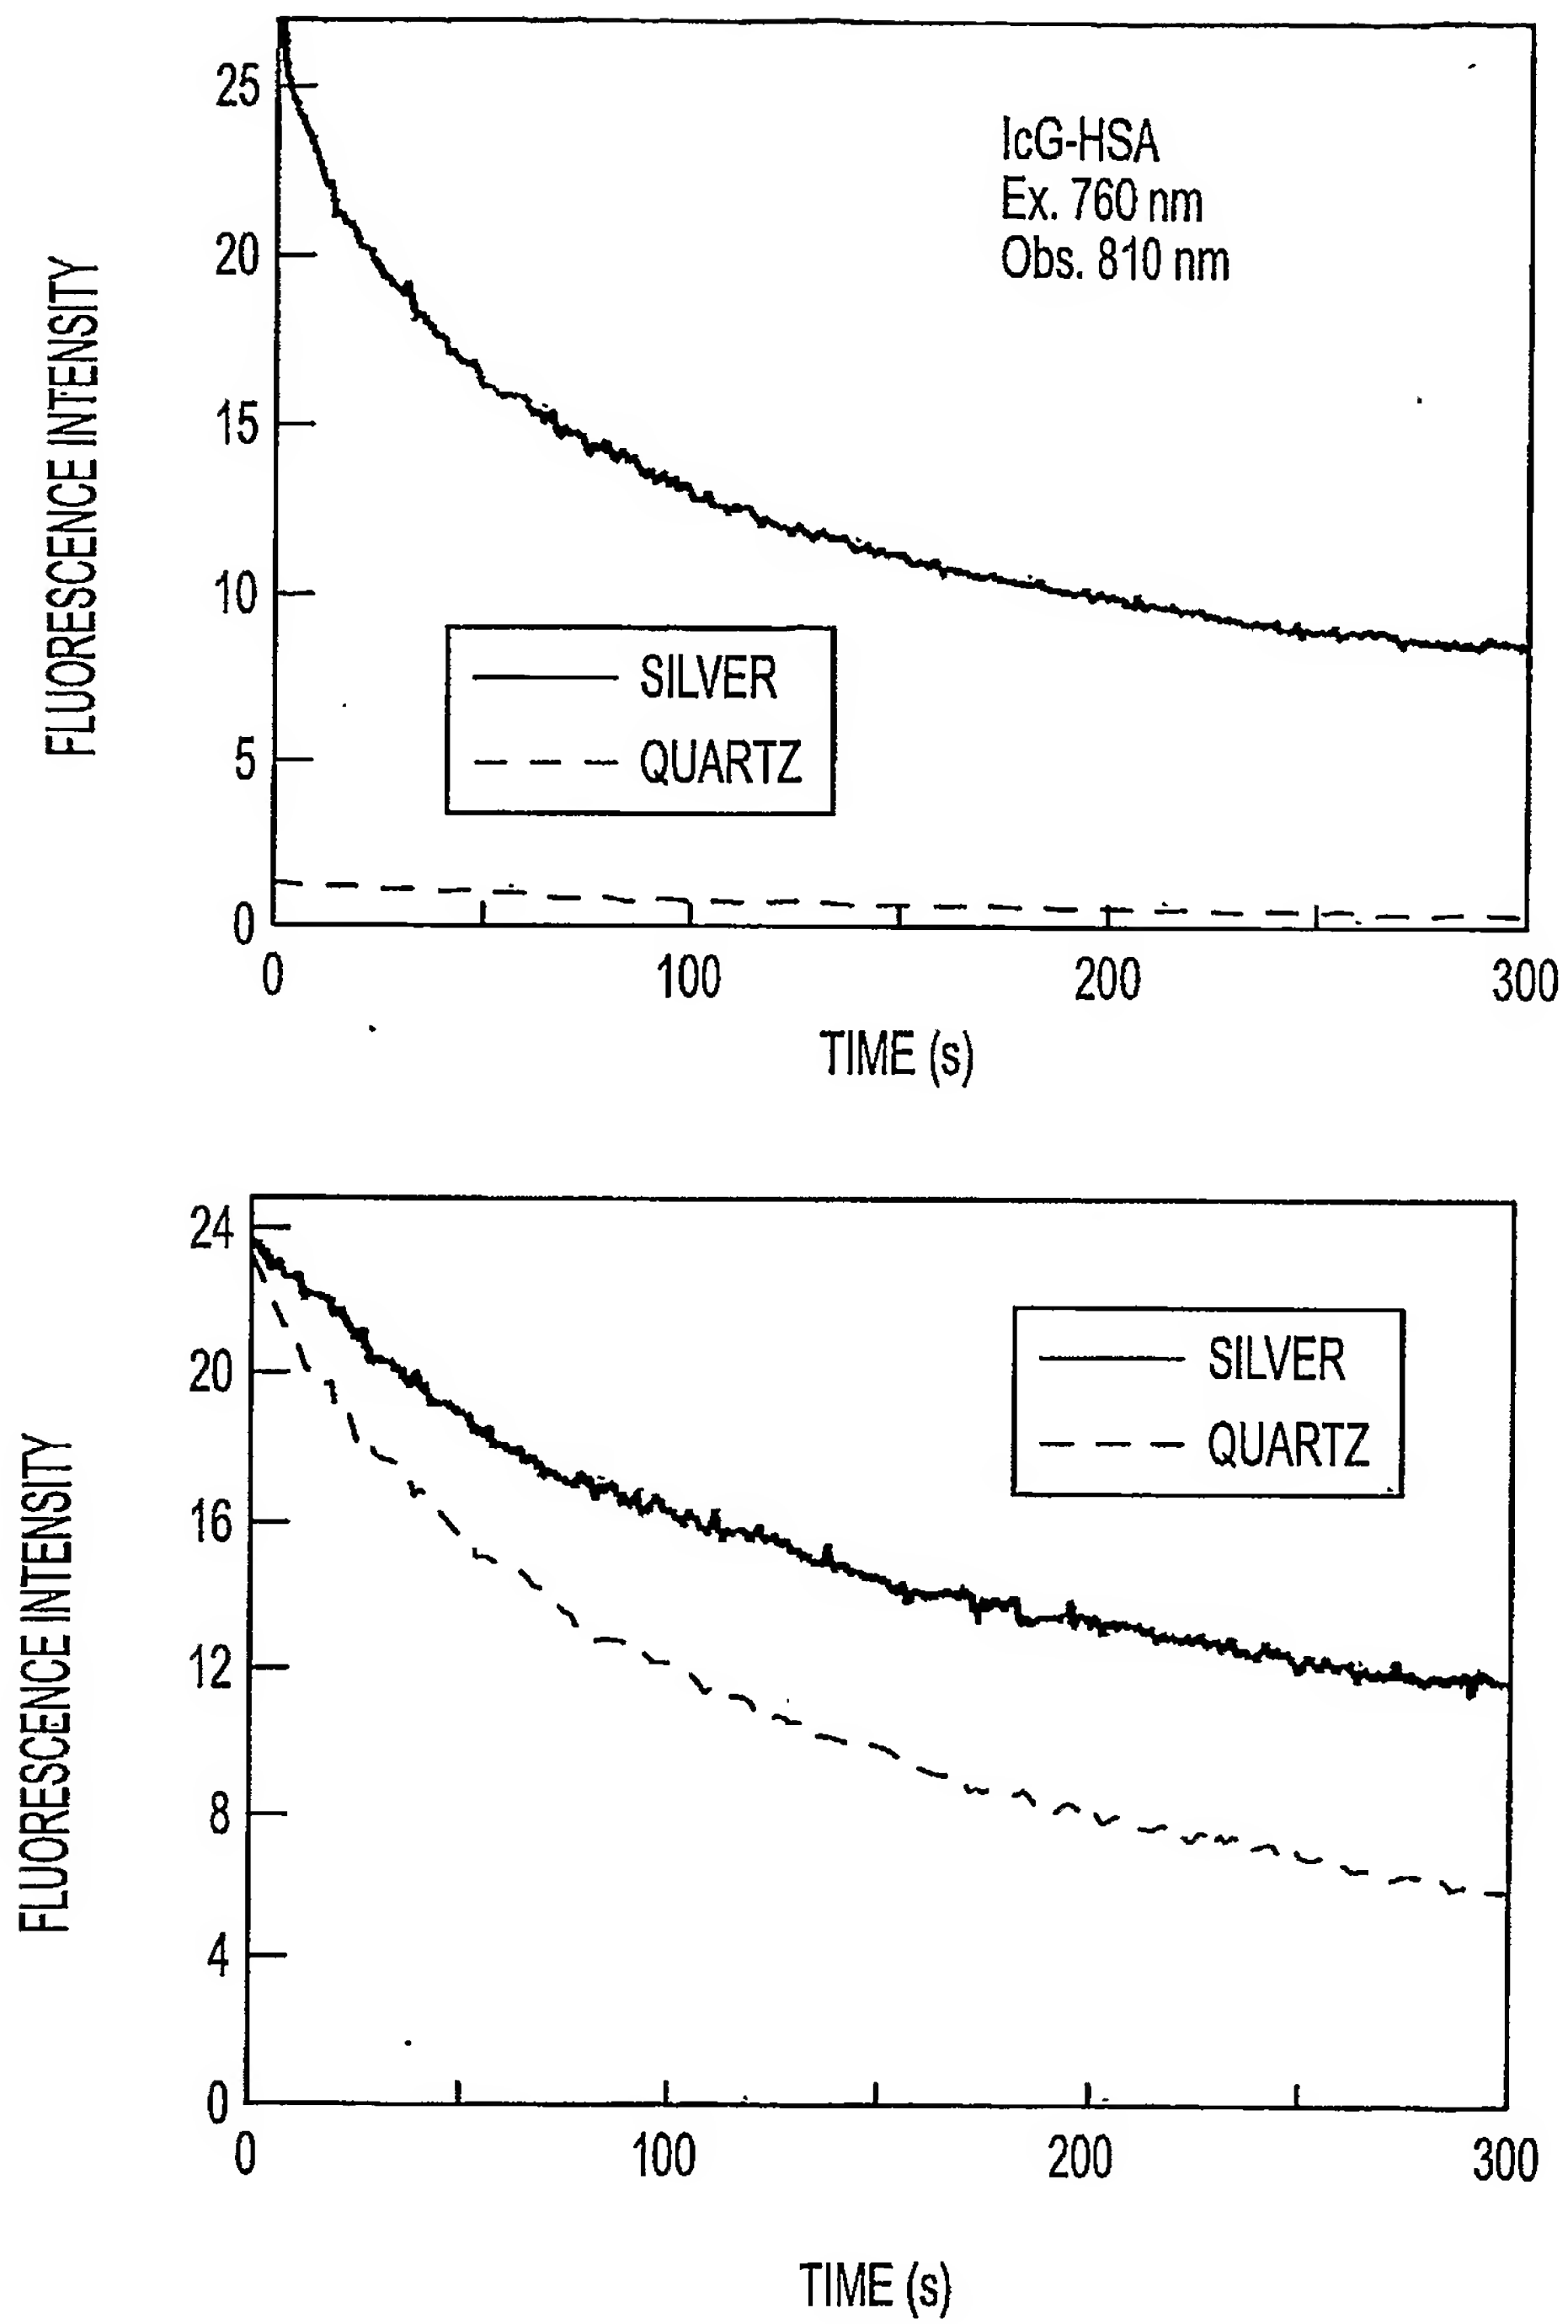 FLUORESCENCE INTENSITY
25
20
15
10
5
0
IcG-HSA
Ex. 760 nm
Obs. 810 nm
SILVER
QUARTZ
0 100 200 300
TIME (s)
FLUORESCENCE INTENSITY
24
20
16
12
8
4
0
SILVER
QUARTZ
0 100 200 300
TIME (s)